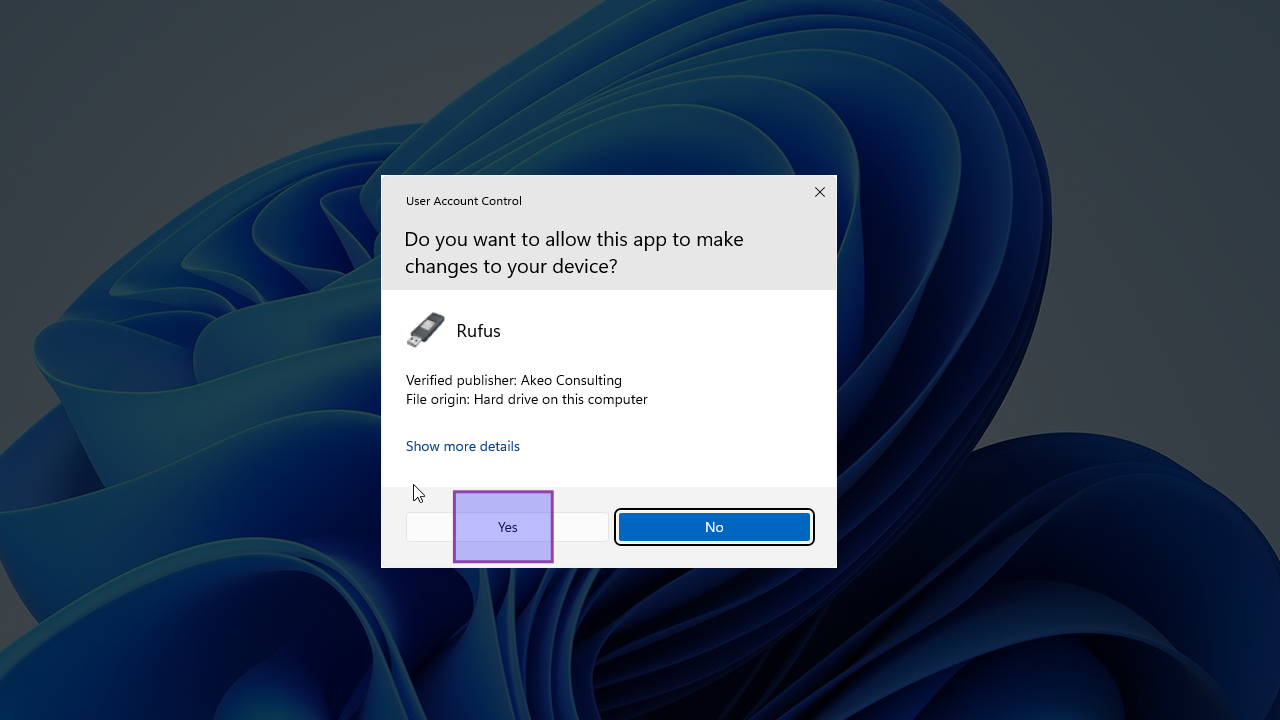 User Account Control
Do you want to allow this app to make
changes to your device?
Rufus
Verified publisher: Akeo Consulting
File origin: Hard drive on this computer
Show more details
Yes
No